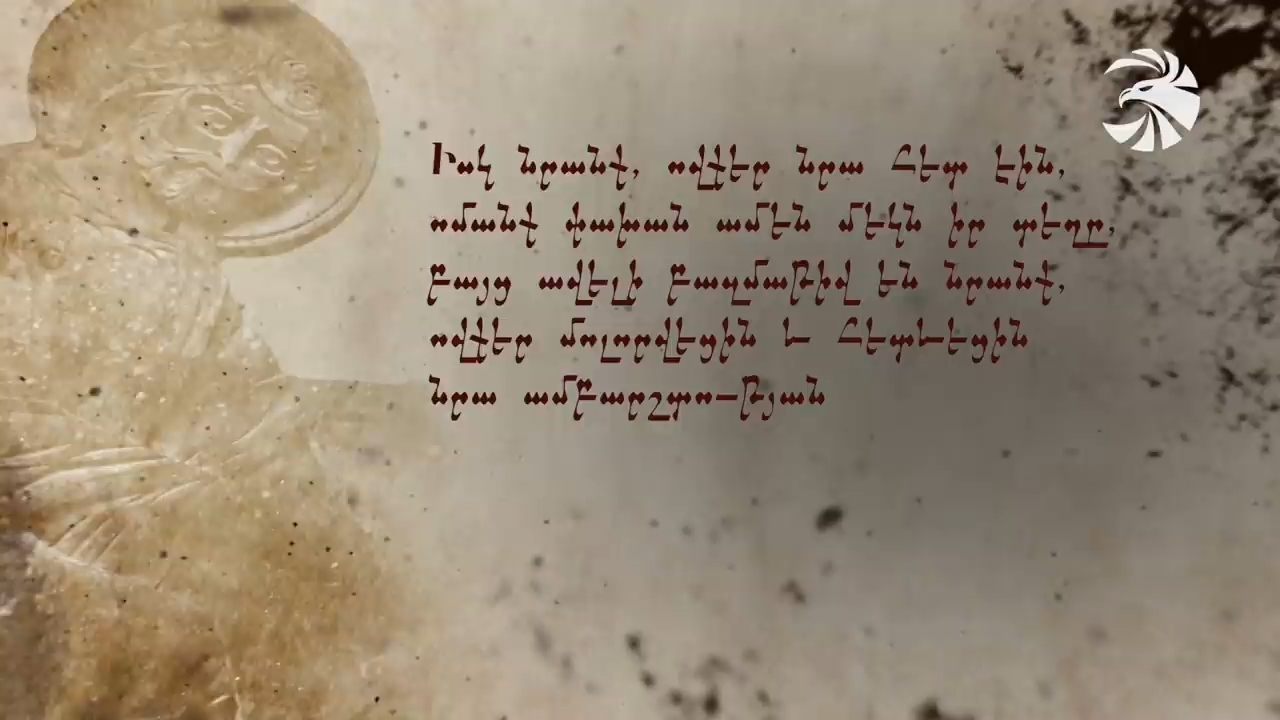 Իսկ նրանք, ովքեր նրա հետ էին,
ոմանք փախան ամեն մեկն իր տեղը,
բայց ավելի բազմաթիվ են նրանք,
ովքեր մոլորվեցին և հետևեցին
նրա ամբարշտության